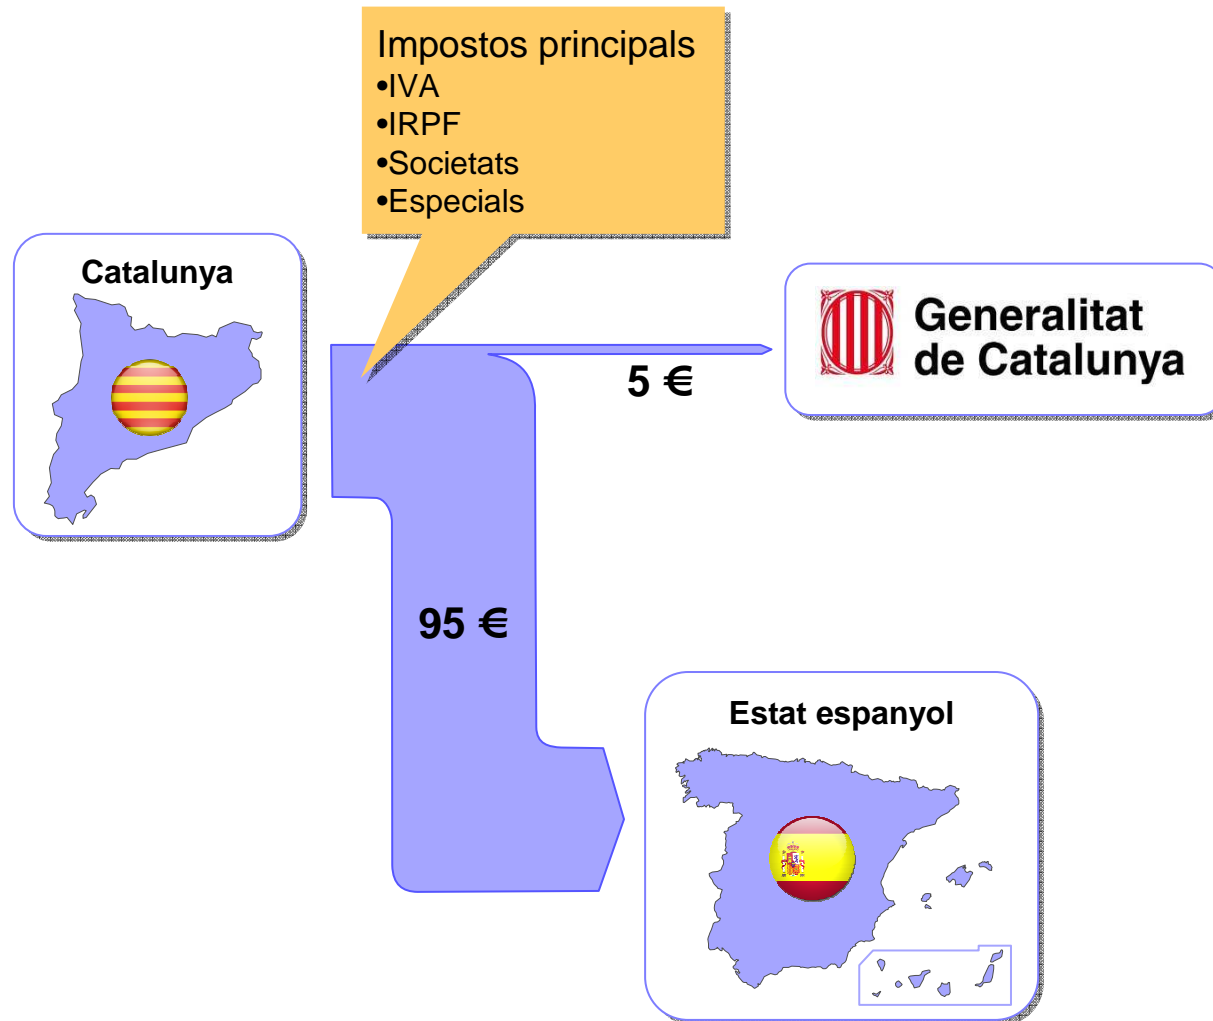 Impostos principals
•IVA
•IRPF
•Societats
•Especials
Catalunya
Generalitat
de Catalunya
5 €
95 €
Estat espanyol